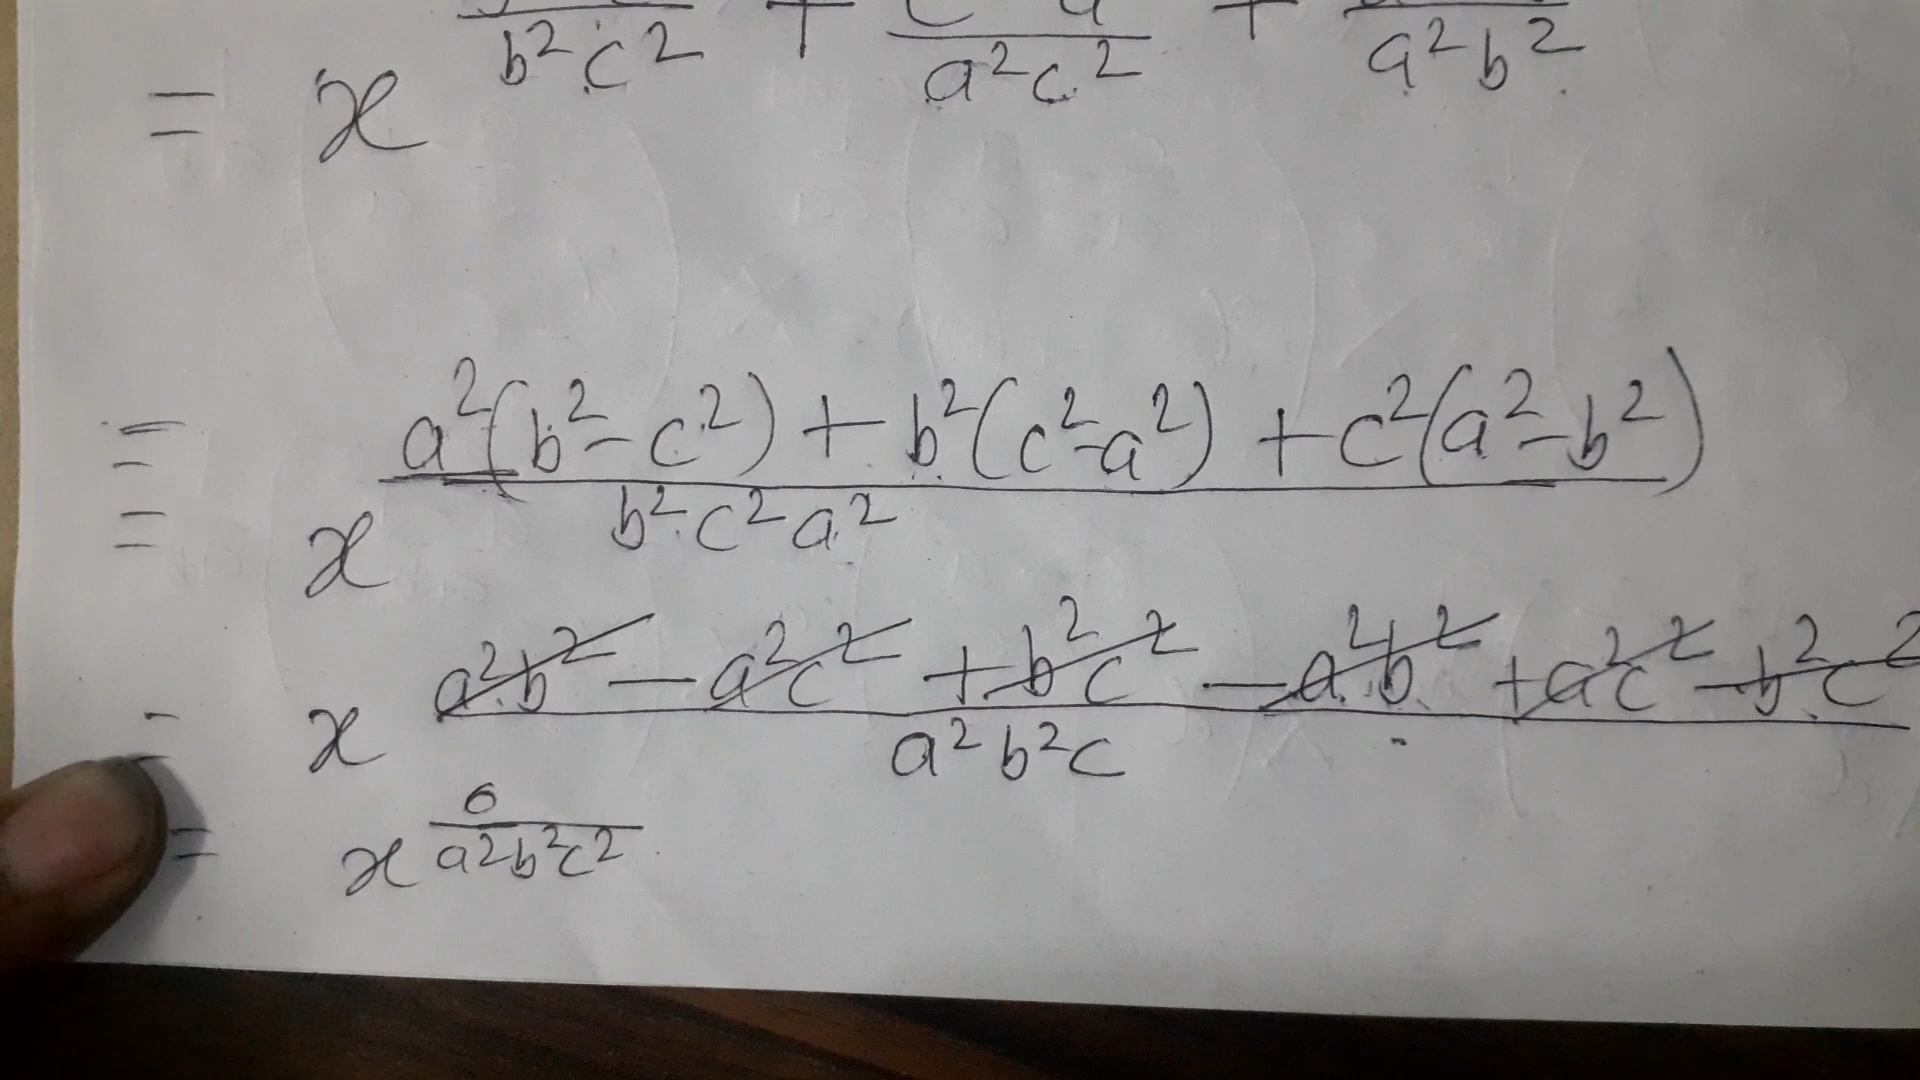 = x b²c² + a²c² + a²b²
= x a²(b²-c²) + b²(c²-a²) + c²(a²-b²) / b²c²a²
=
= x a²b² - a²c² + b²c² - a²b² + a²c² - b²c² / a²b²c
= x 0 / a²b²c²